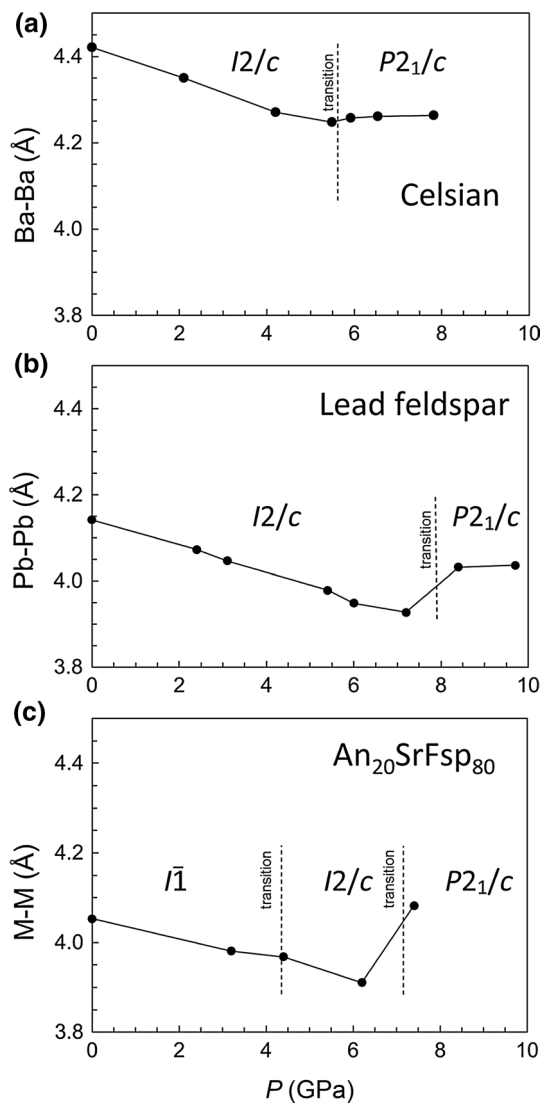 (a)
4.4
4.2
4.0
3.8
Ba-Ba (Å)
I2/c
transition
P2₁/c
Celsian
0 2 4 6 8 10
(b)
4.4
4.2
4.0
3.8
Pb-Pb (Å)
Lead feldspar
I2/c
transition
P2₁/c
0 2 4 6 8 10
(c)
4.4
4.2
4.0
3.8
M-M (Å)
An₂₀SrFsp₈₀
I1̅
transition
I2/c
transition
P2₁/c
0 2 4 6 8 10
P (GPa)